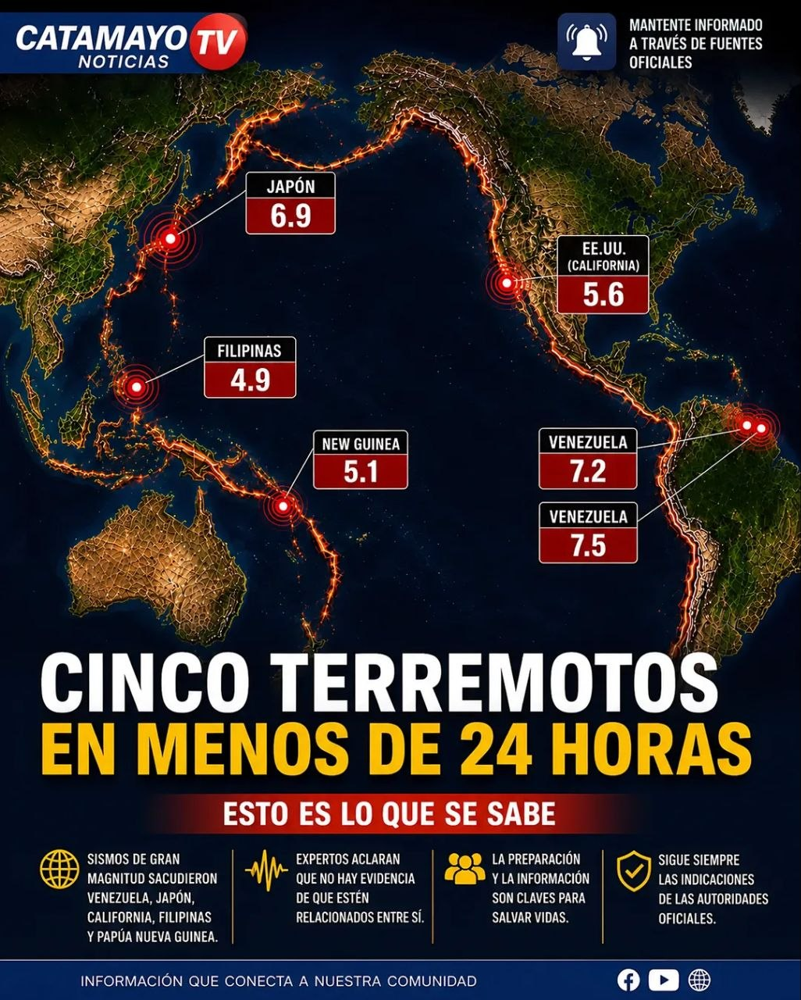 CATAMAYO TV
NOTICIAS
MANTENTE INFORMADO
A TRAVÉS DE FUENTES
OFICIALES
JAPÓN
6.9
EE.UU.
(CALIFORNIA)
5.6
FILIPINAS
4.9
NEW GUINEA
5.1
VENEZUELA
7.2
VENEZUELA
7.5
CINCO TERREMOTOS
EN MENOS DE 24 HORAS
ESTO ES LO QUE SE SABE
SISMOS DE GRAN
MAGNITUD SACUDIERON
VENEZUELA, JAPÓN,
CALIFORNIA, FILIPINAS
Y PAPÚA NUEVA GUINEA.
EXPERTOS ACLARAN
QUE NO HAY EVIDENCIA
DE QUE ESTÉN
RELACIONADOS ENTRE SÍ.
LA PREPARACIÓN
Y LA INFORMACIÓN
SON CLAVES PARA
SALVAR VIDAS.
SIGUE SIEMPRE
LAS INDICACIONES
DE LAS AUTORIDADES
OFICIALES.
INFORMACIÓN QUE CONECTA A NUESTRA COMUNIDAD